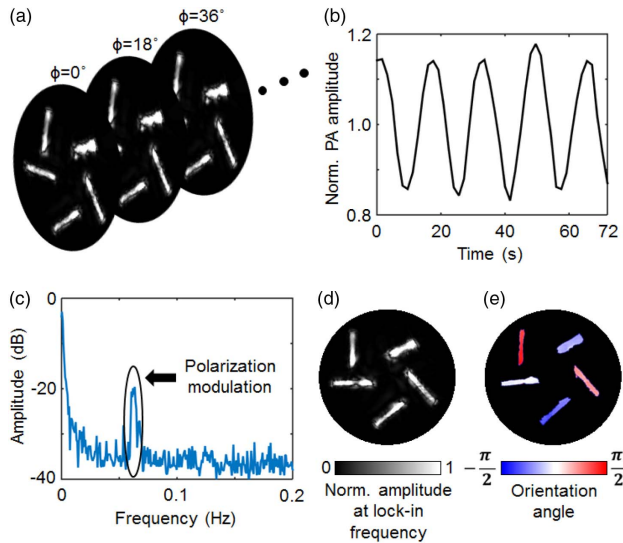 (a)
ϕ=0°
ϕ=18°
ϕ=36°
(b)
Norm. PA amplitude
1.2
1.0
0.8
0
20
40
60
72
Time (s)
(c)
Amplitude (dB)
0
-20
-40
Polarization
modulation
0
0.1
0.2
Frequency (Hz)
(d)
0
1
Norm. amplitude
at lock-in
frequency
(e)
-π/2
π/2
Orientation
angle